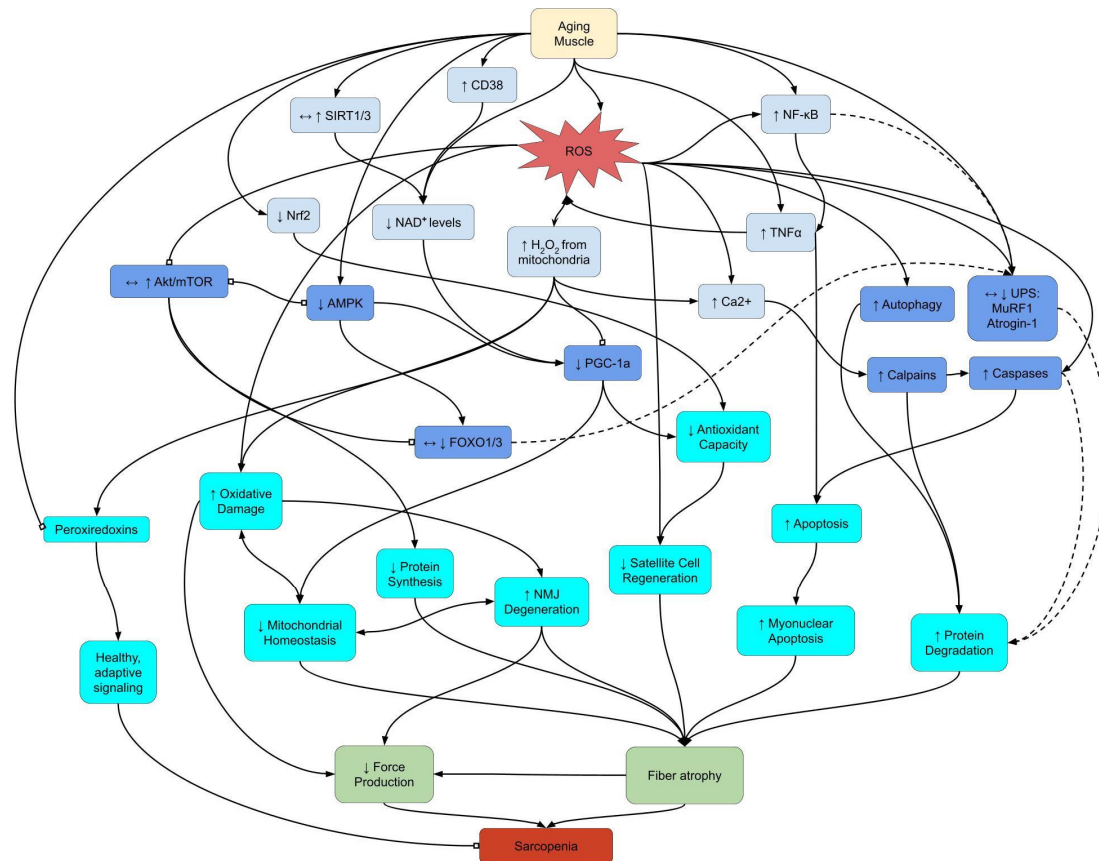 Aging
Muscle
↑ CD38
↔ ↑ SIRT1/3
↑ NF-κB
ROS
↓ Nrf2
↓ NAD⁺ levels
↑ H₂O₂ from
mitochondria
↑ TNFα
↔ ↑ Akt/mTOR
↓ AMPK
↑ Ca2+
↑ Autophagy
↔ ↓ UPS:
MuRF1
Atrogin-1
↓ PGC-1a
↑ Calpains
↑ Caspases
↔ ↓ FOXO1/3
↓ Antioxidant
Capacity
↑ Oxidative
Damage
Peroxiredoxins
↑ Apoptosis
↓ Protein
Synthesis
↓ Satellite Cell
Regeneration
↑ NMJ
Degeneration
↓ Mitochondrial
Homeostasis
↑ Myonuclear
Apoptosis
↑ Protein
Degradation
Healthy,
adaptive
signaling
↓ Force
Production
Fiber atrophy
Sarcopenia